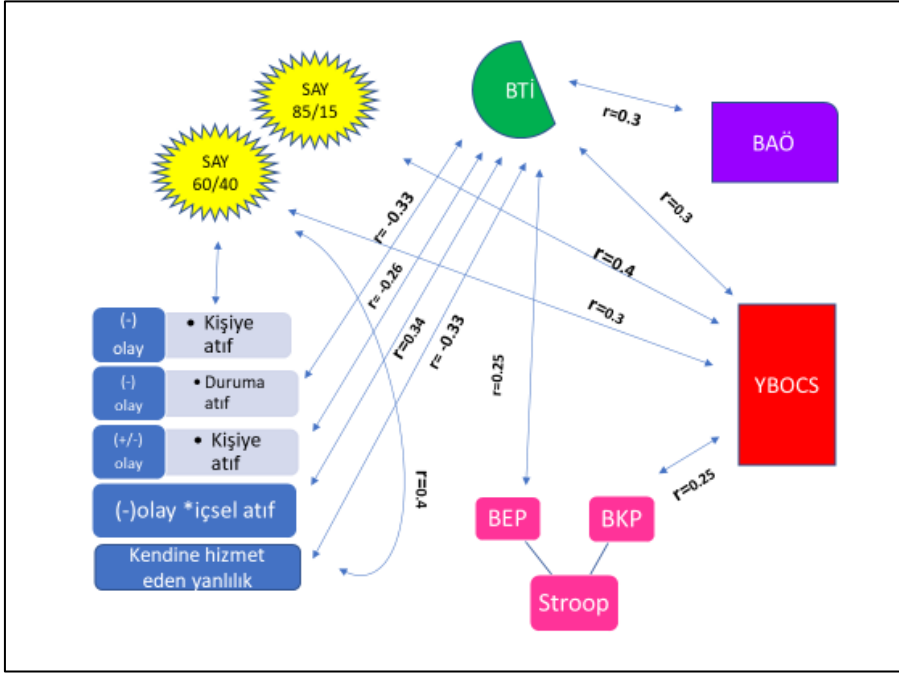 SAY
85/15
SAY
60/40
BTİ
r=0.3
BAÖ
r= -0.33
r= -0.26
r=0.34
r= -0.33
r=0.25
r=0.4
r=0.3
r=0.3
r=0.4
(-)
olay
• Kişiye
atıf
(-)
olay
• Duruma
atıf
(+/-)
olay
• Kişiye
atıf
(-)olay *içsel atıf
Kendine hizmet
eden yanlılık
YBOCS
r=0.25
BEP
BKP
Stroop